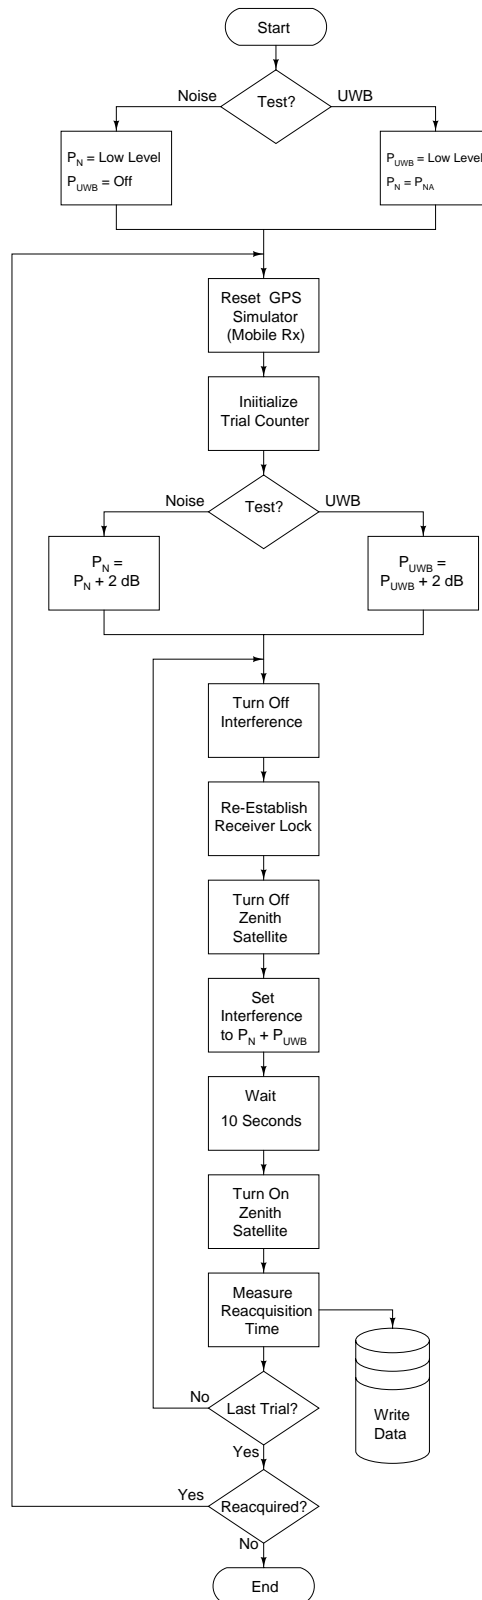 Start
Noise
Test?
UWB
P_N = Low Level
P_UWB = Off
P_UWB = Low Level
P_N = P_NA
Reset GPS
Simulator
(Mobile Rx)
Iniitialize
Trial Counter
Noise
Test?
UWB
P_N =
P_N + 2 dB
P_UWB =
P_UWB + 2 dB
Turn Off
Interference
Re-Establish
Receiver Lock
Turn Off
Zenith
Satellite
Set
Interference
to P_N + P_UWB
Wait
10 Seconds
Turn On
Zenith
Satellite
Measure
Reacquisition
Time
Write
Data
No
Last Trial?
Yes
Yes
Reacquired?
No
End